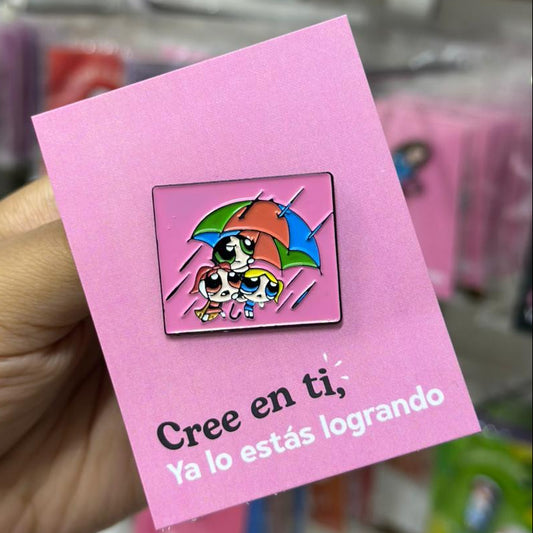 Cree en ti,
Ya lo estás logrando